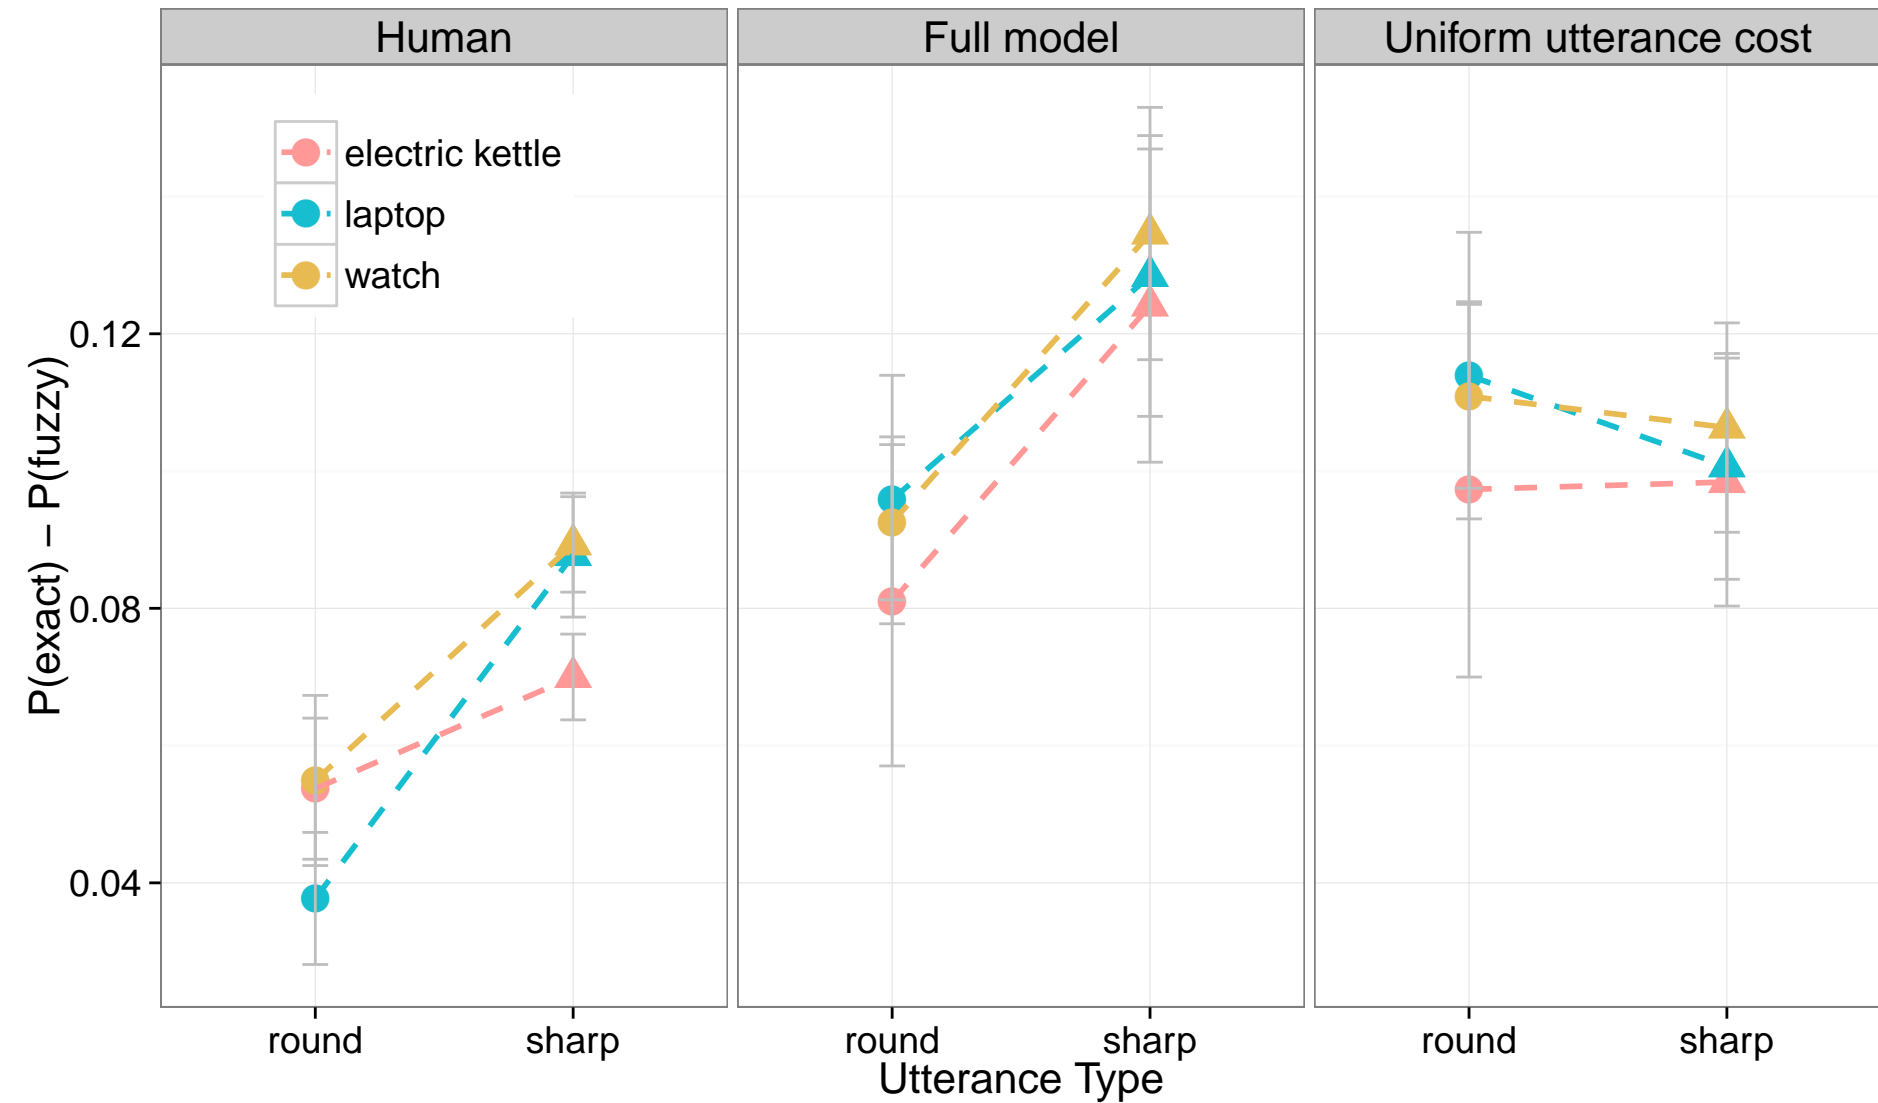 Human
Full model
Uniform utterance cost
electric kettle
laptop
watch
0.12
0.08
0.04
P(exact) − P(fuzzy)
round
sharp
round
sharp
round
sharp
Utterance Type